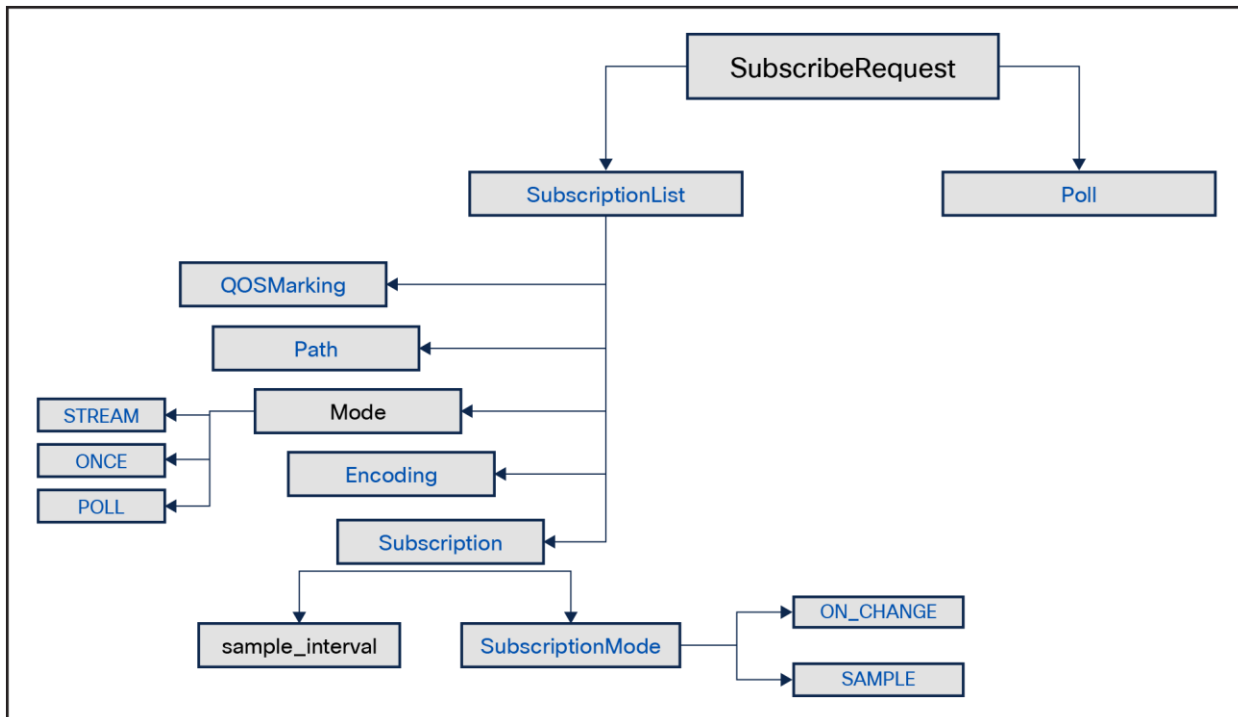 SubscribeRequest
SubscriptionList
Poll
QOSMarking
Path
Mode
STREAM
ONCE
Encoding
POLL
Subscription
sample_interval
SubscriptionMode
ON_CHANGE
SAMPLE